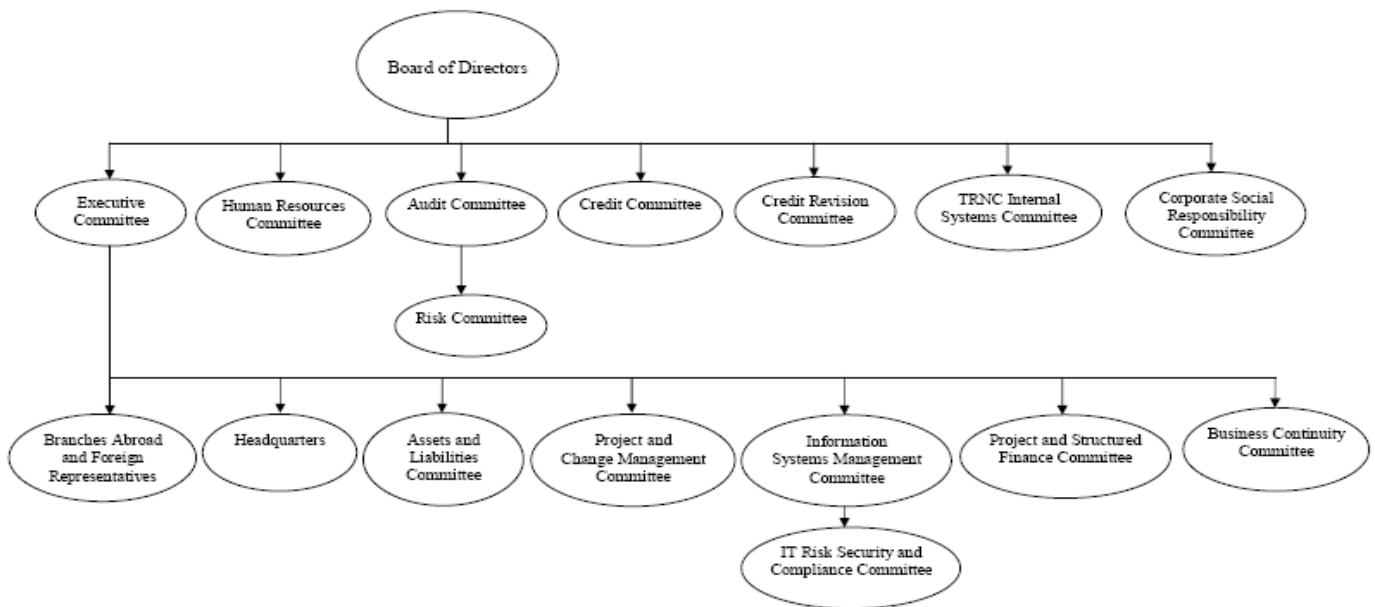 Board of Directors
Executive
Committee
Human Resources
Committee
Audit Committee
Credit Committee
Credit Revision
Committee
TRNC Internal
Systems Committee
Corporate Social
Responsibility
Committee
Risk Committee
Branches Abroad
and Foreign
Representatives
Headquarters
Assets and
Liabilities
Committee
Project and
Change Management
Committee
Information
Systems Management
Committee
Project and Structured
Finance Committee
Business Continuity
Committee
IT Risk Security and
Compliance Committee